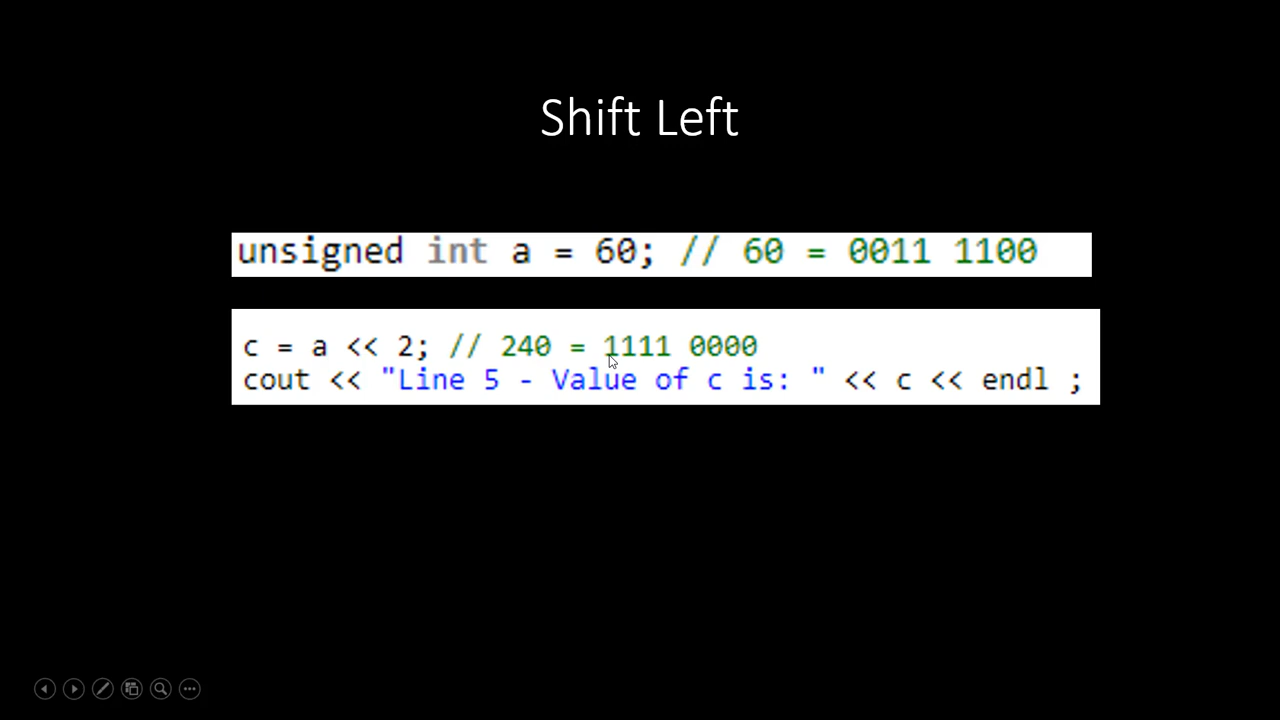 Shift Left
unsigned int a = 60; // 60 = 0011 1100
c = a << 2; // 240 = 1111 0000
cout << "Line 5 - Value of c is: " << c << endl ;